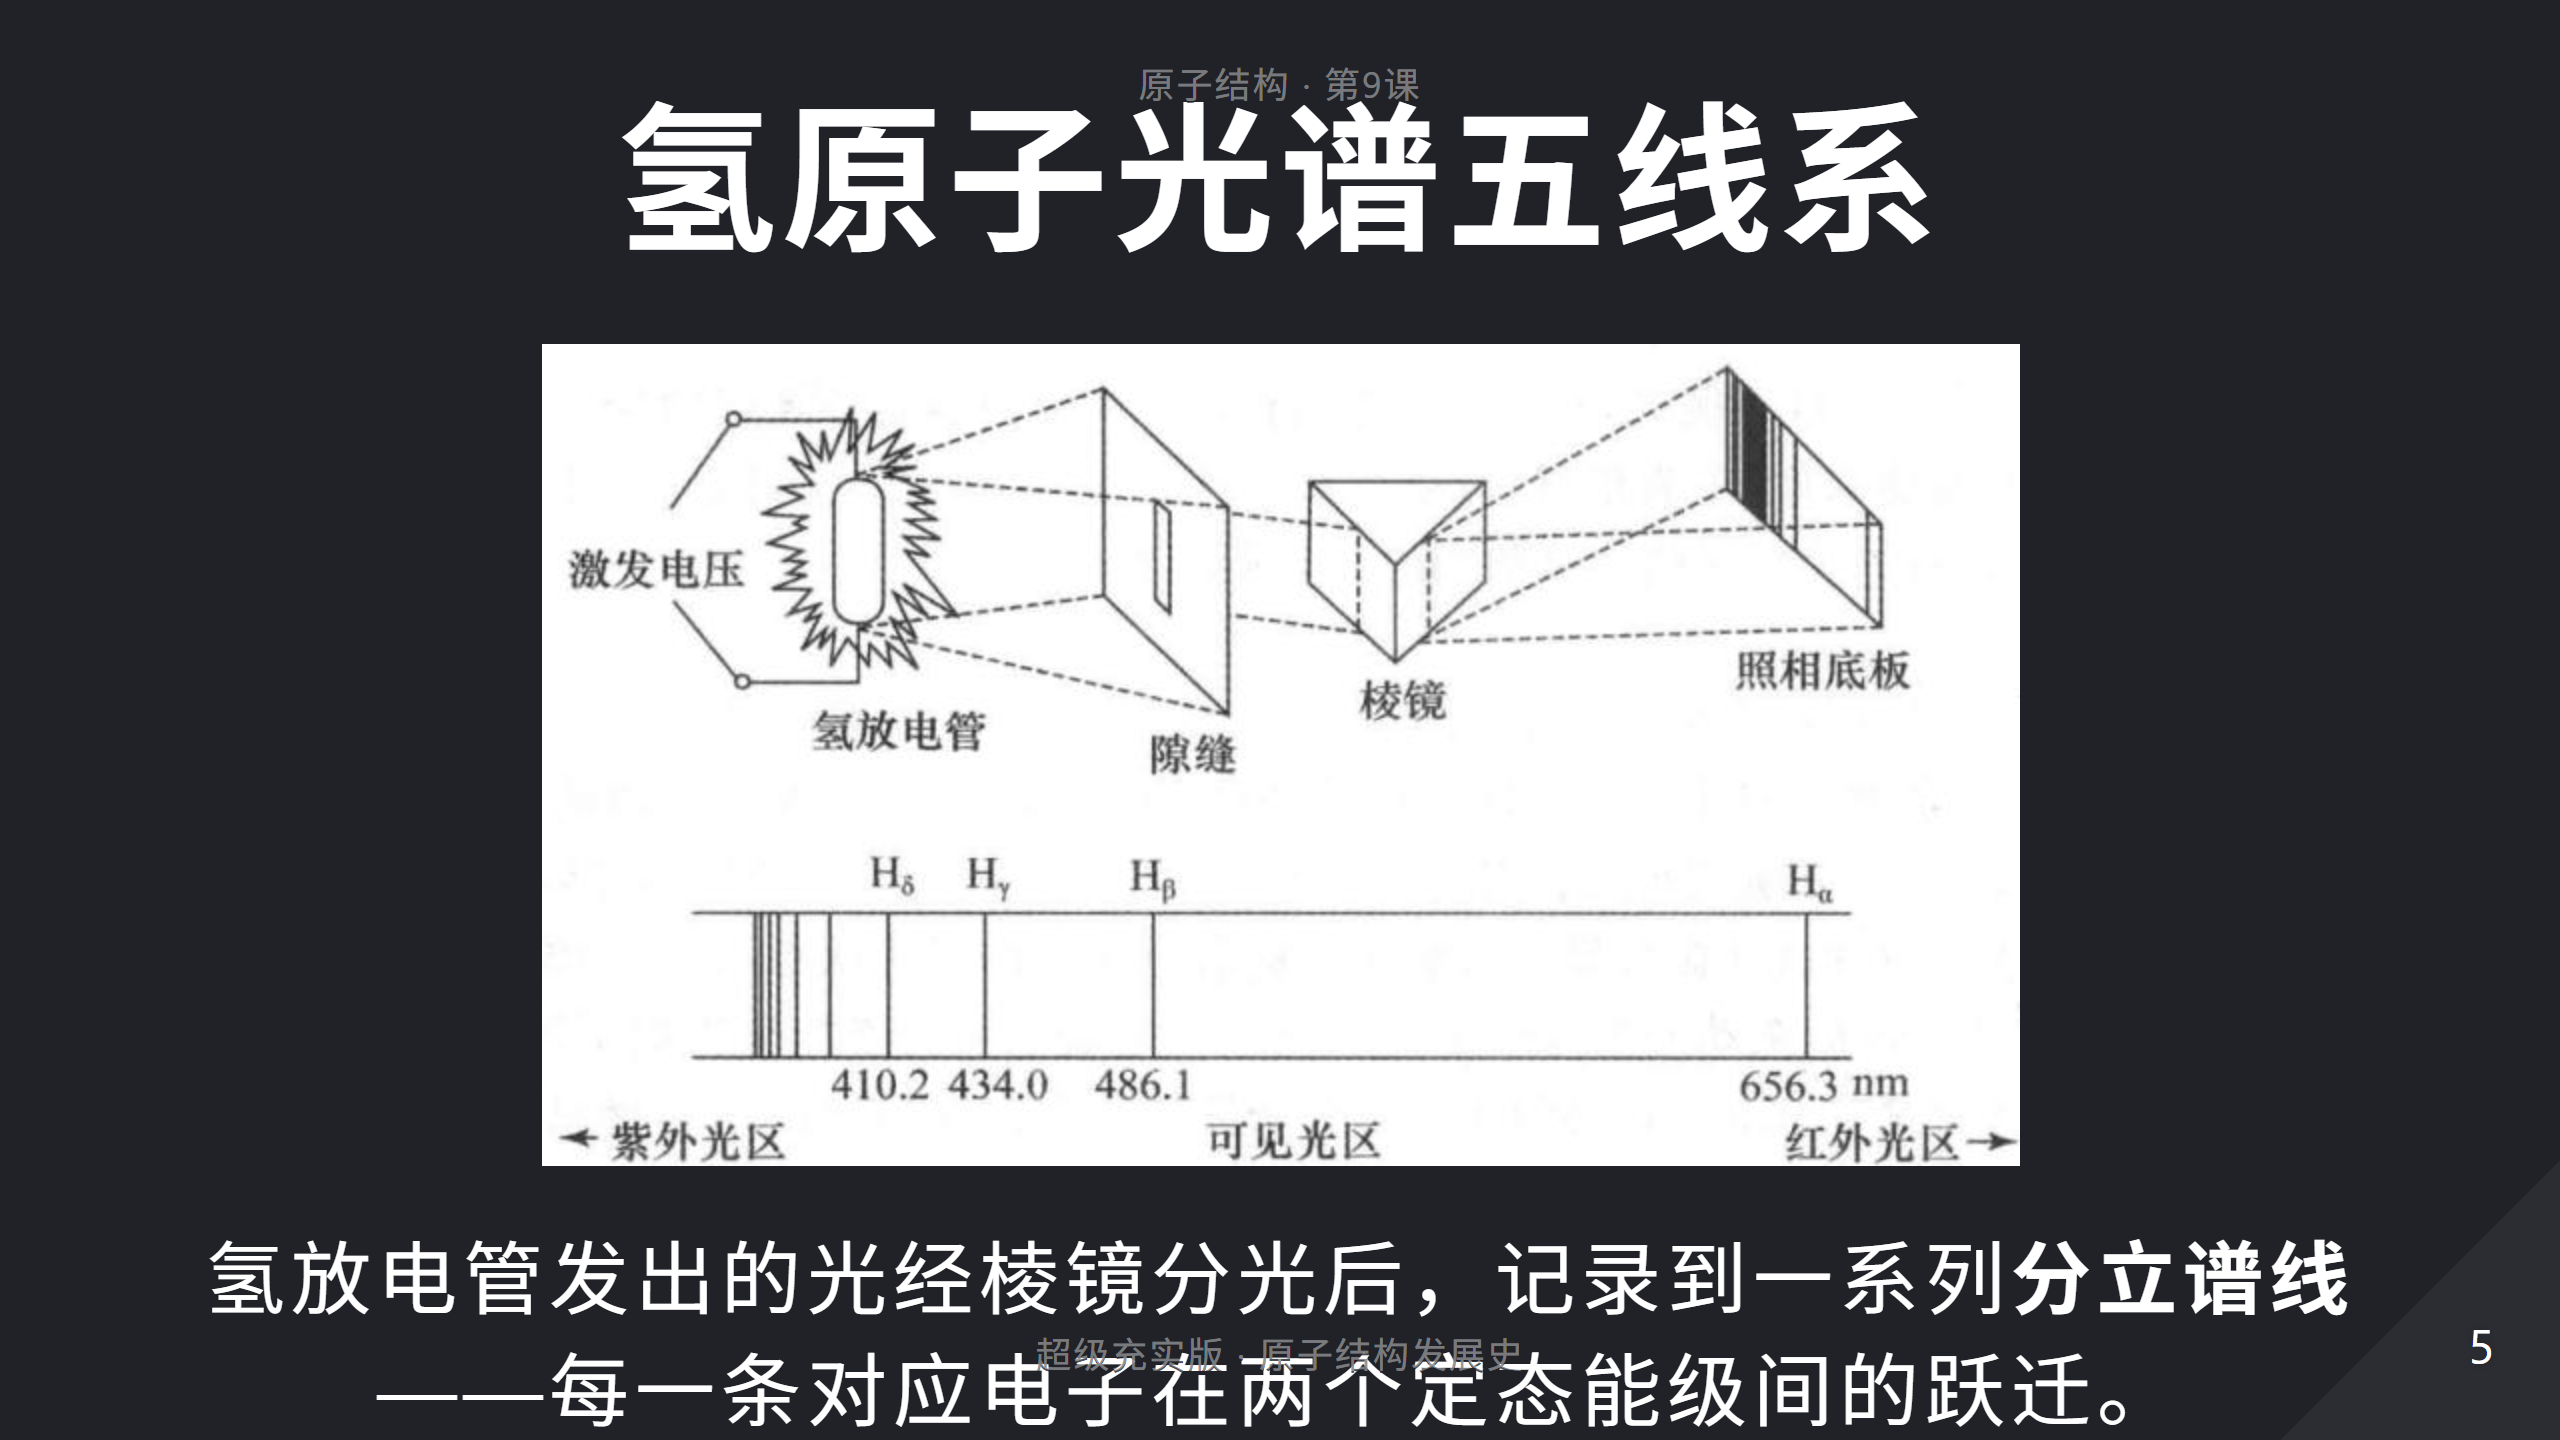 原子结构 · 第9课
氢原子光谱五线系
激发电压
氢放电管
隙缝
棱镜
照相底板
Hδ Hγ Hβ Hα
410.2 434.0 486.1 656.3 nm
紫外光区 可见光区 红外光区
氢放电管发出的光经棱镜分光后，记录到一系列分立谱线
——每一条对应电子在两个定态能级间的跃迁。
超级充实版 · 原子结构发展史
5